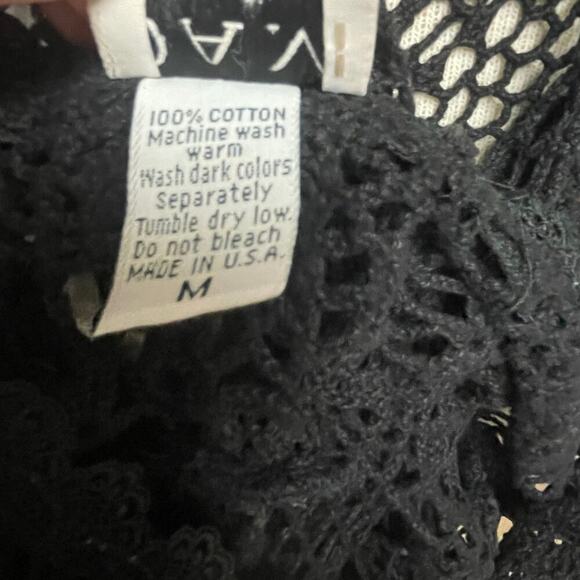 100% COTTON
Machine wash
warm
Wash dark colors
Separately
Tumble dry low.
Do not bleach
MADE IN U.S.A.
M